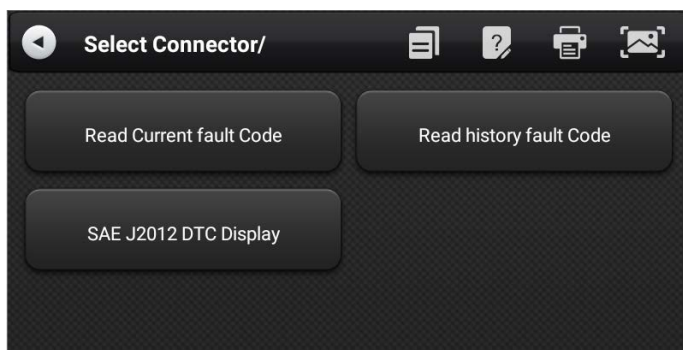 Select Connector/
?
Read Current fault Code
Read history fault Code
SAE J2012 DTC Display